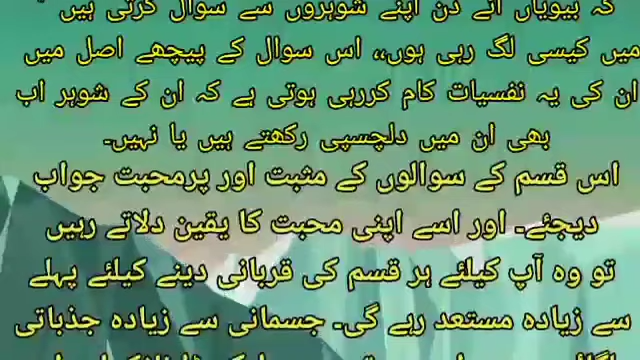 کہ بیویاں آئے دن اپنے شوہروں سے سوال کرتی ہیں "
میں کیسی لگ رہی ہوں،، اس سوال کے پیچھے اصل میں
ان کی یہ نفسیات کام کررہی ہوتی ہے کہ ان کے شوہر اب
بھی ان میں دلچسپی رکھتے ہیں یا نہیں۔
اس قسم کے سوالوں کے مثبت اور پرمحبت جواب
دیجئے۔ اور اسے اپنی محبت کا یقین دلاتے رہیں
تو وہ آپ کیلئے ہر قسم کی قربانی دینے کیلئے پہلے
سے زیادہ مستعد رہے گی۔ جسمانی سے زیادہ جذباتی